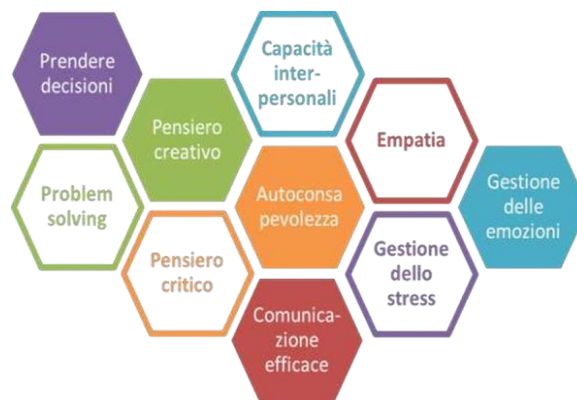 Prendere
decisioni
Pensiero
creativo
Capacità
inter-
personali
Empatia
Problem
solving
Autoconsa
pevolezza
Gestione
delle
emozioni
Pensiero
critico
Gestione
dello
stress
Comunica-
zione
efficace